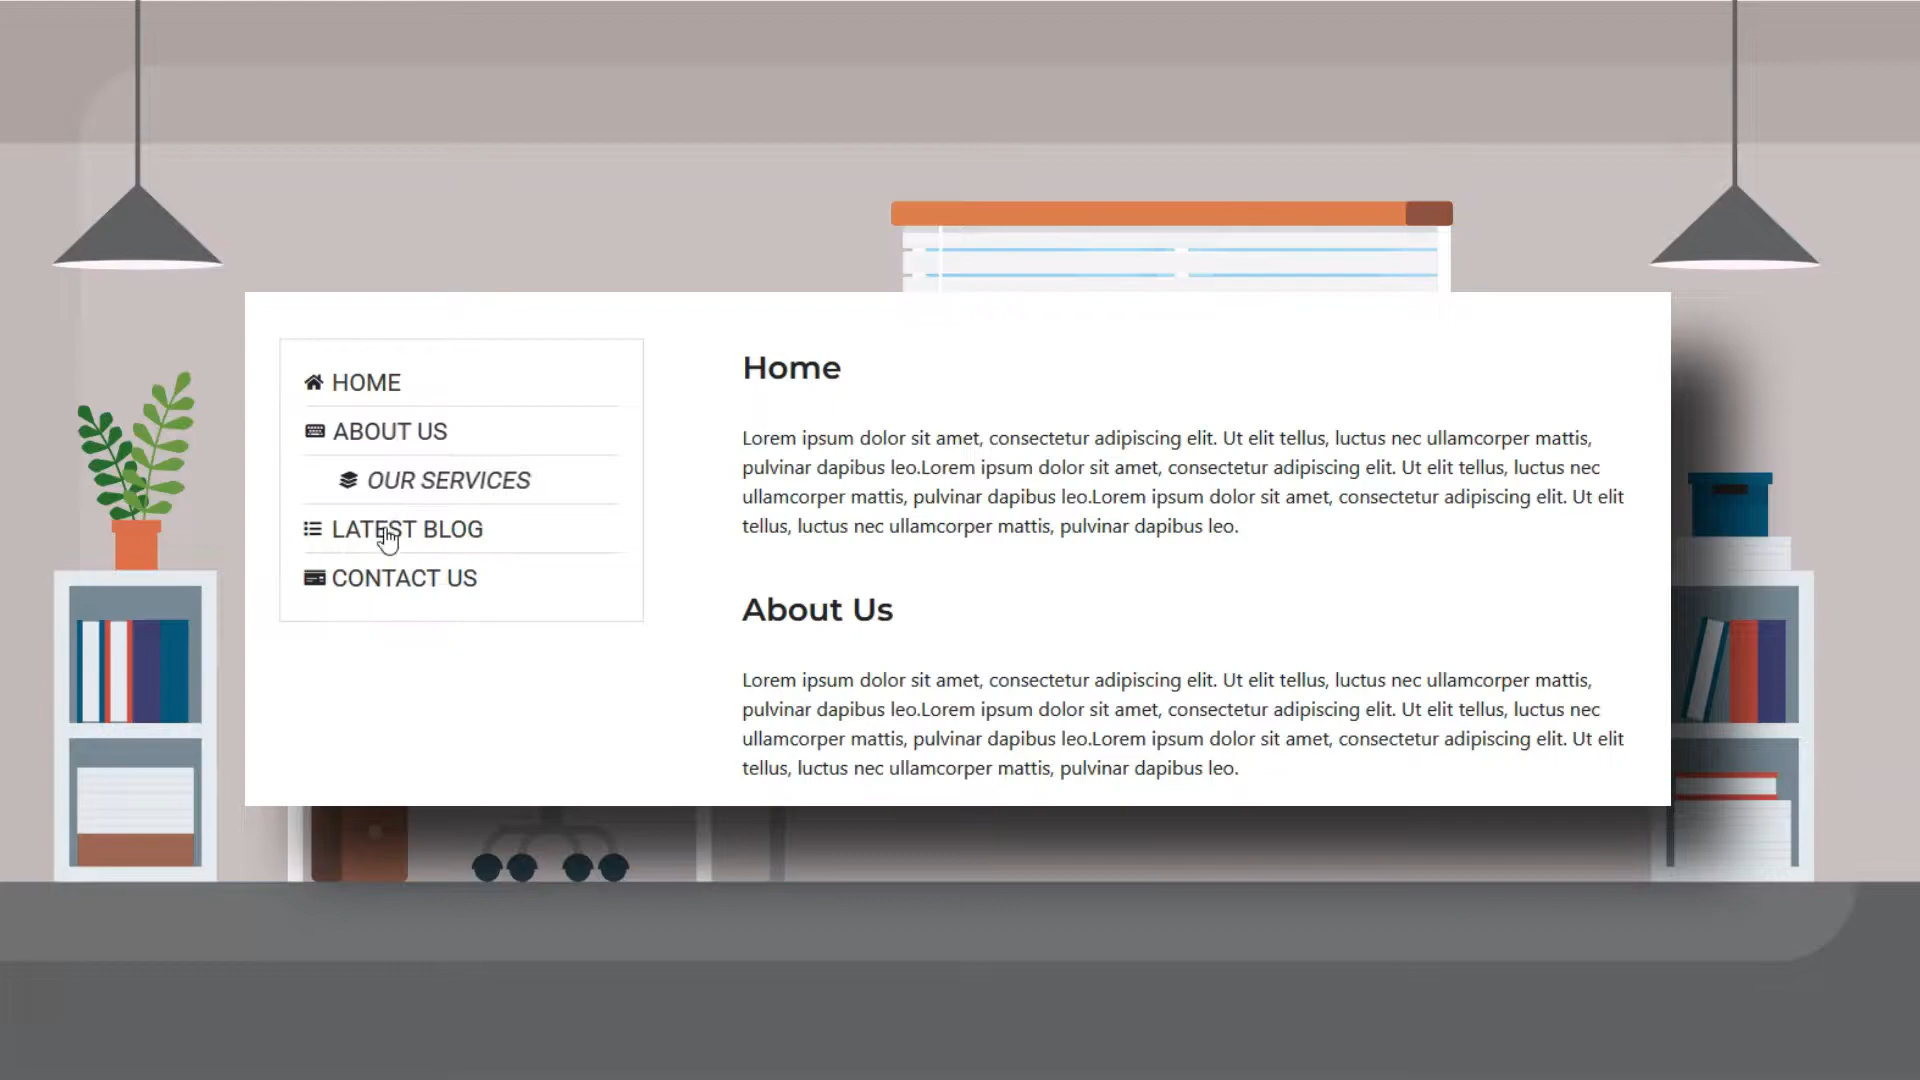 HOME
ABOUT US
OUR SERVICES
LATEST BLOG
CONTACT US
Home
Lorem ipsum dolor sit amet, consectetur adipiscing elit. Ut elit tellus, luctus nec ullamcorper mattis,
pulvinar dapibus leo.Lorem ipsum dolor sit amet, consectetur adipiscing elit. Ut elit tellus, luctus nec
ullamcorper mattis, pulvinar dapibus leo.Lorem ipsum dolor sit amet, consectetur adipiscing elit. Ut elit
tellus, luctus nec ullamcorper mattis, pulvinar dapibus leo.
About Us
Lorem ipsum dolor sit amet, consectetur adipiscing elit. Ut elit tellus, luctus nec ullamcorper mattis,
pulvinar dapibus leo.Lorem ipsum dolor sit amet, consectetur adipiscing elit. Ut elit tellus, luctus nec
ullamcorper mattis, pulvinar dapibus leo.Lorem ipsum dolor sit amet, consectetur adipiscing elit. Ut elit
tellus, luctus nec ullamcorper mattis, pulvinar dapibus leo.